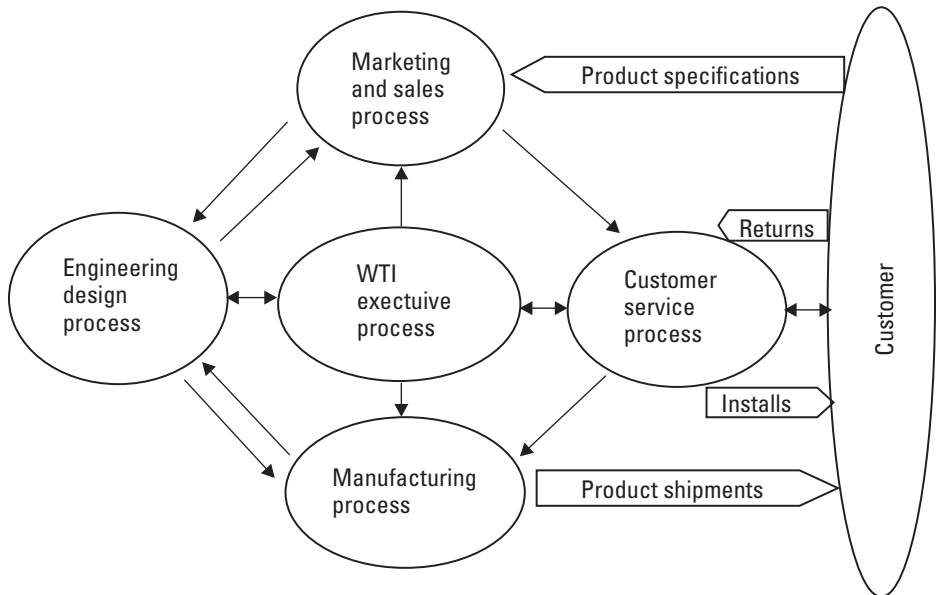 Marketing
and sales
process
Product specifications
Returns
Engineering
design
process
WTI
exectuive
process
Customer
service
process
Customer
Installs
Manufacturing
process
Product shipments